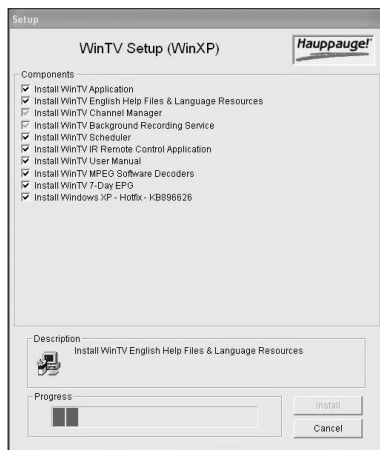 Setup
WinTV Setup (WinXP)
Hauppauge!
Components
Install WinTV Application
Install WinTV English Help Files & Language Resources
Install WinTV Channel Manager
Install WinTV Background Recording Service
Install WinTV Scheduler
Install WinTV IR Remote Control Application
Install WinTV User Manual
Install WinTV MPEG Software Decoders
Install WinTV 7-Day EPG
Install Windows XP - Hotfix - KB896626
Description
Install WinTV English Help Files & Language Resources
Progress
Install
Cancel